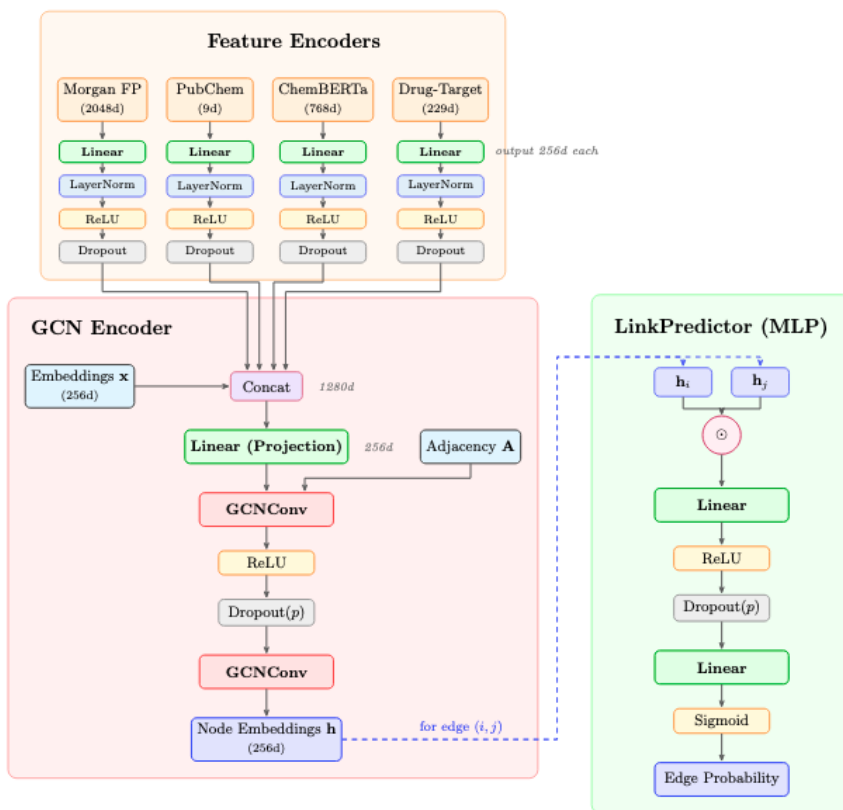 Feature Encoders
Morgan FP
(2048d)
PubChem
(9d)
ChemBERTa
(768d)
Drug-Target
(229d)
Linear
Linear
Linear
Linear
output 256d each
LayerNorm
LayerNorm
LayerNorm
LayerNorm
ReLU
ReLU
ReLU
ReLU
Dropout
Dropout
Dropout
Dropout
GCN Encoder
Embeddings x
(256d)
Concat
1280d
Linear (Projection)
256d
Adjacency A
GCNConv
ReLU
Dropout(p)
GCNConv
Node Embeddings h
(256d)
for edge (i, j)
LinkPredictor (MLP)
h_i
h_j
⊙
Linear
ReLU
Dropout(p)
Linear
Sigmoid
Edge Probability